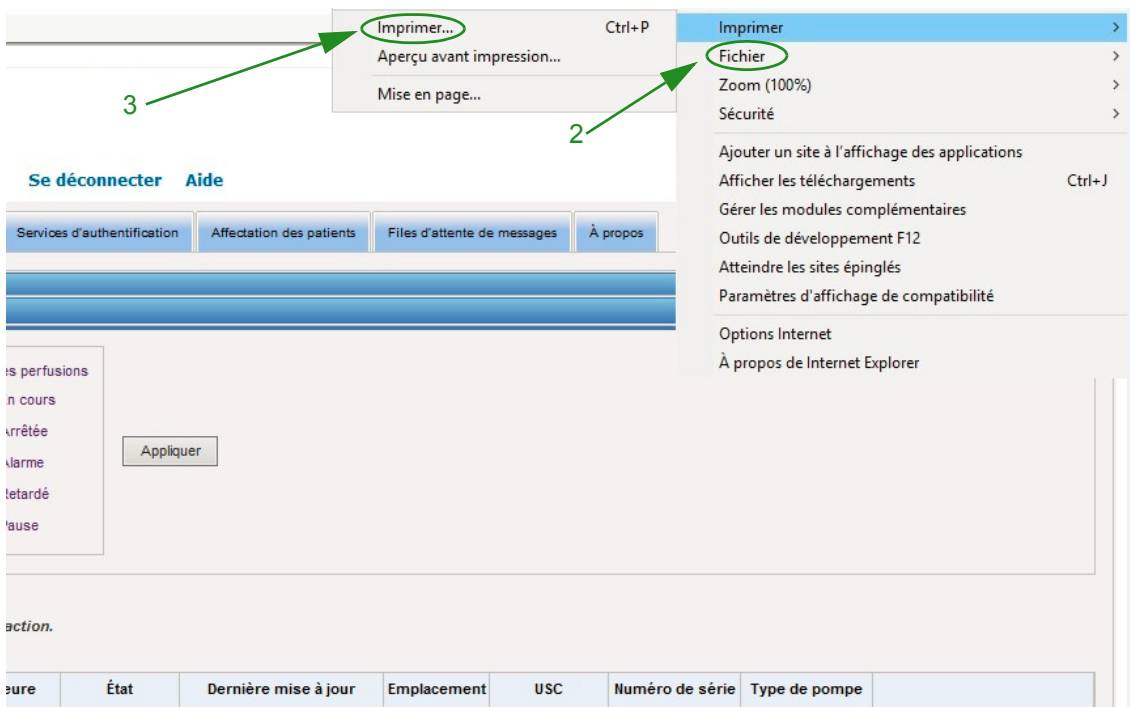 Imprimer... Ctrl+P
Aperçu avant impression...
Mise en page...
3
2
Imprimer
Fichier
Zoom (100%)
Sécurité
Ajouter un site à l'affichage des applications
Afficher les téléchargements Ctrl+J
Gérer les modules complémentaires
Outils de développement F12
Atteindre les sites épinglés
Paramètres d'affichage de compatibilité
Options Internet
À propos de Internet Explorer
Se déconnecter Aide
Services d'authentification Affectation des patients Files d'attente de messages À propos
es perfusions
n cours
Arrêtée
Alarme
Retardé
Pause
Appliquer
action.
eure État Dernière mise à jour Emplacement USC Numéro de série Type de pompe